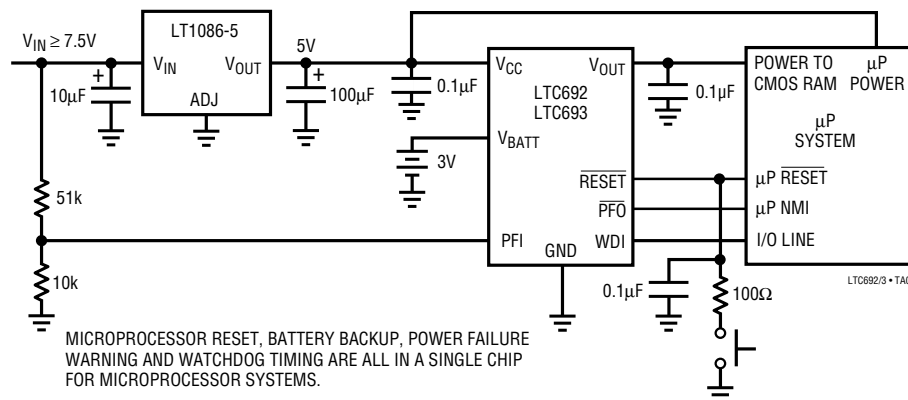 V_IN ≥ 7.5V
LT1086-5
V_IN
V_OUT
ADJ
5V
10µF
+
100µF
+
0.1µF
V_CC
V_OUT
LTC692
LTC693
V_BATT
3V
R̅E̅S̅E̅T̅
P̅F̅O̅
PFI
WDI
GND
0.1µF
POWER TO
CMOS RAM
µP
POWER
µP
SYSTEM
µP R̅E̅S̅E̅T̅
µP NMI
I/O LINE
51k
10k
0.1µF
100Ω
MICROPROCESSOR RESET, BATTERY BACKUP, POWER FAILURE
WARNING AND WATCHDOG TIMING ARE ALL IN A SINGLE CHIP
FOR MICROPROCESSOR SYSTEMS.
LTC692/3 •